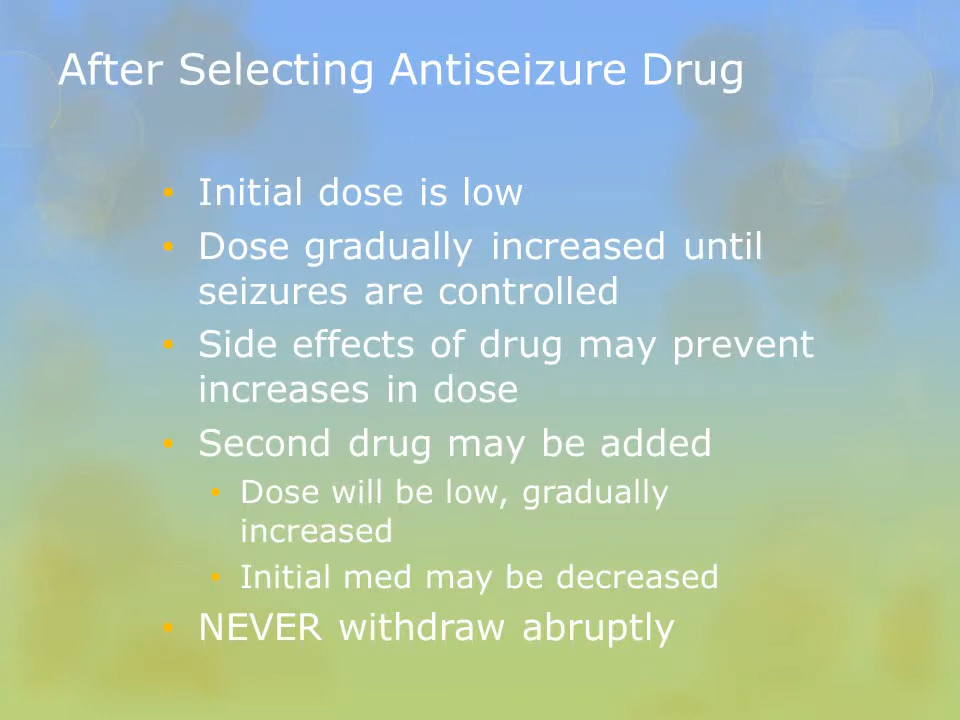 After Selecting Antiseizure Drug
• Initial dose is low
• Dose gradually increased until
seizures are controlled
• Side effects of drug may prevent
increases in dose
• Second drug may be added
• Dose will be low, gradually
increased
• Initial med may be decreased
• NEVER withdraw abruptly